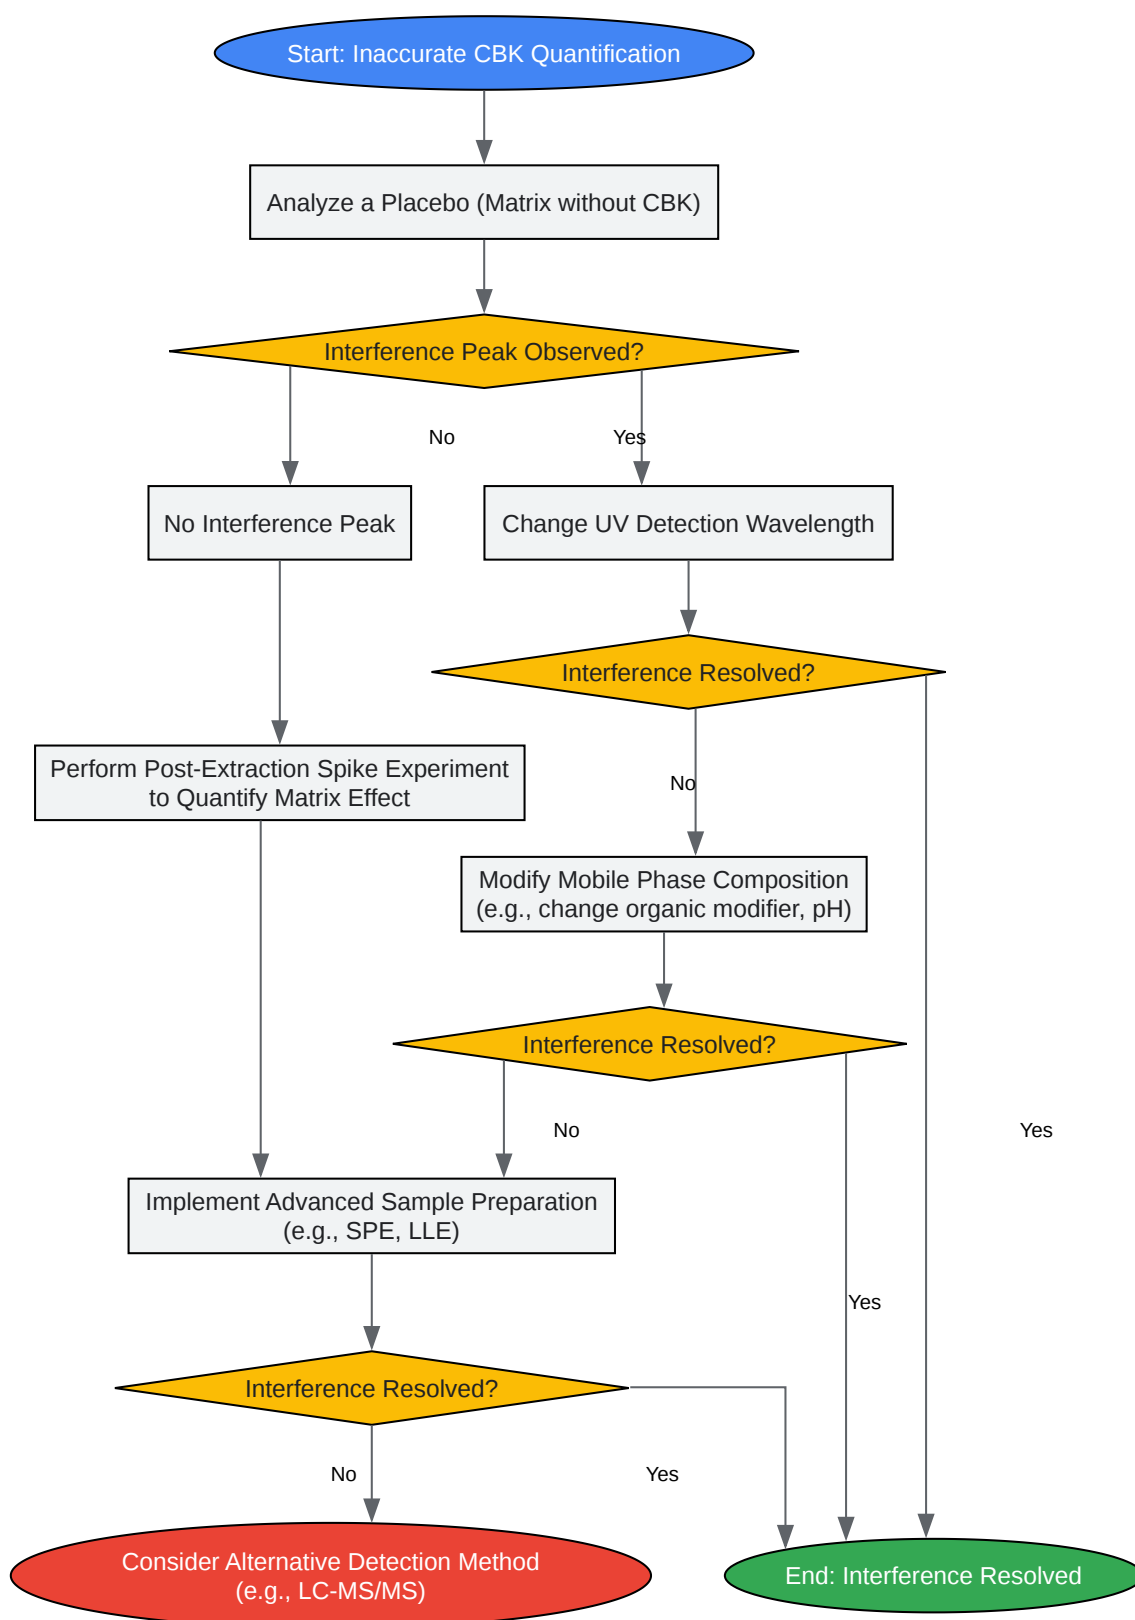 Start: Inaccurate CBK Quantification
Analyze a Placebo (Matrix without CBK)
Interference Peak Observed?
No
Yes
No Interference Peak
Change UV Detection Wavelength
Interference Resolved?
Perform Post-Extraction Spike Experiment
to Quantify Matrix Effect
No
Modify Mobile Phase Composition
(e.g., change organic modifier, pH)
Interference Resolved?
No
Yes
Implement Advanced Sample Preparation
(e.g., SPE, LLE)
Yes
Interference Resolved?
No
Yes
Consider Alternative Detection Method
(e.g., LC-MS/MS)
End: Interference Resolved